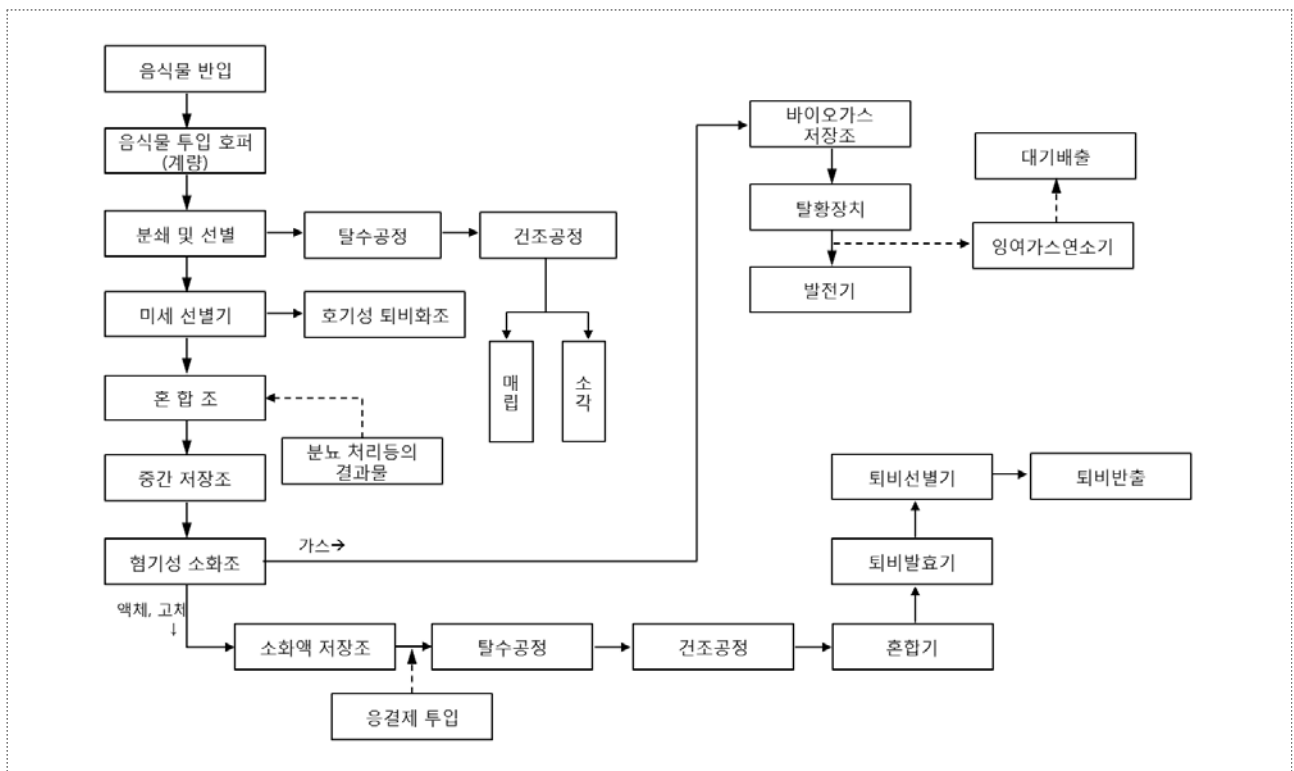 음식물 반입
음식물 투입 호퍼
(계량)
분쇄 및 선별
탈수공정
건조공정
미세 선별기
호기성 퇴비화조
매
립
소
각
혼 합 조
분뇨 처리등의
결과물
중간 저장조
혐기성 소화조
가스→
액체, 고체
↓
바이오가스
저장조
탈황장치
발전기
대기배출
잉여가스연소기
소화액 저장조
응결제 투입
탈수공정
건조공정
혼합기
퇴비발효기
퇴비선별기
퇴비반출